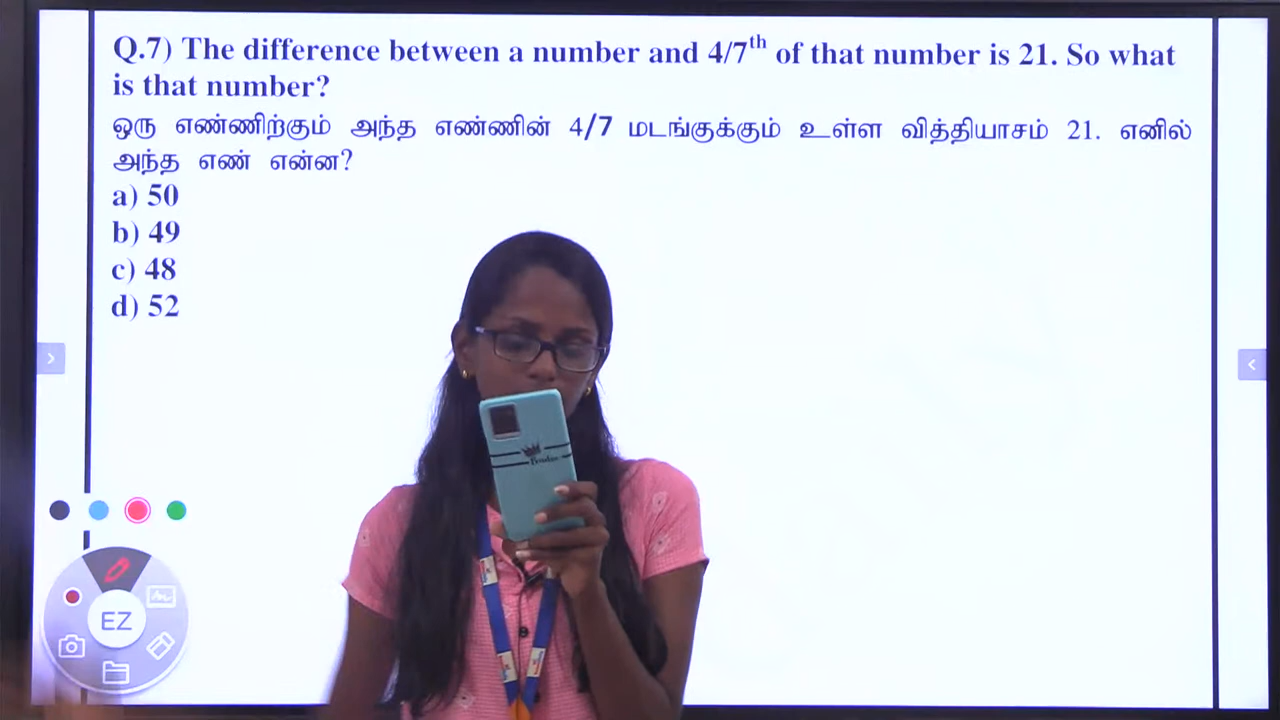 Q.7) The difference between a number and 4/7th of that number is 21. So what
is that number?
ஒரு எண்ணிற்கும் அந்த எண்ணின் 4/7 மடங்குக்கும் உள்ள வித்தியாசம் 21. எனில்
அந்த எண் என்ன?
a) 50
b) 49
c) 48
d) 52
EZ